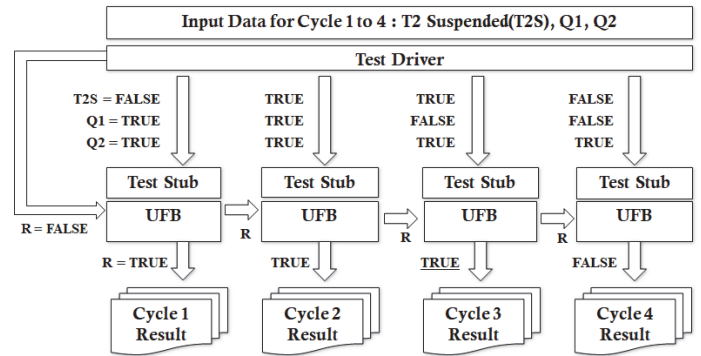 Input Data for Cycle 1 to 4 : T2 Suspended(T2S), Q1, Q2
Test Driver
T2S = FALSE TRUE TRUE FALSE
Q1 = TRUE TRUE FALSE FALSE
Q2 = TRUE TRUE TRUE TRUE
Test Stub Test Stub Test Stub Test Stub
UFB UFB UFB UFB
R = FALSE R R R
R = TRUE TRUE TRUE FALSE
Cycle 1 Cycle 2 Cycle 3 Cycle 4
Result Result Result Result